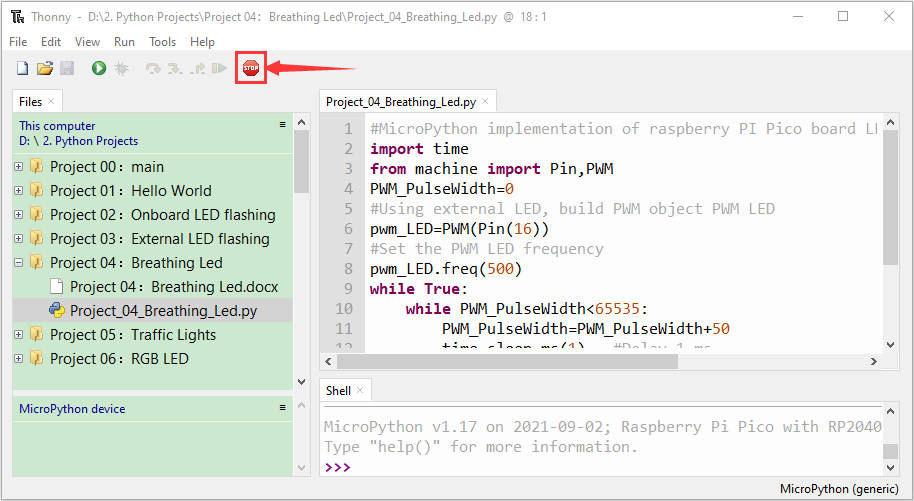 Thonny - D:\2. Python Projects\Project 04：Breathing Led\Project_04_Breathing_Led.py @ 18 : 1
File Edit View Run Tools Help
STOP
Files ×
This computer
D: \ 2. Python Projects
Project 00：main
Project 01：Hello World
Project 02：Onboard LED flashing
Project 03：External LED flashing
Project 04：Breathing Led
Project 04：Breathing Led.docx
Project_04_Breathing_Led.py
Project 05：Traffic Lights
Project 06：RGB LED
MicroPython device
Project_04_Breathing_Led.py ×
1 #MicroPython implementation of raspberry PI Pico board LE
2 import time
3 from machine import Pin,PWM
4 PWM_PulseWidth=0
5 #Using external LED, build PWM object PWM LED
6 pwm_LED=PWM(Pin(16))
7 #Set the PWM LED frequency
8 pwm_LED.freq(500)
9 while True:
10 while PWM_PulseWidth<65535:
11 PWM_PulseWidth=PWM_PulseWidth+50
12 time.sleep_ms(1) #Delay 1 ms
Shell ×
MicroPython v1.17 on 2021-09-02; Raspberry Pi Pico with RP2040
Type "help()" for more information.
>>>
MicroPython (generic)